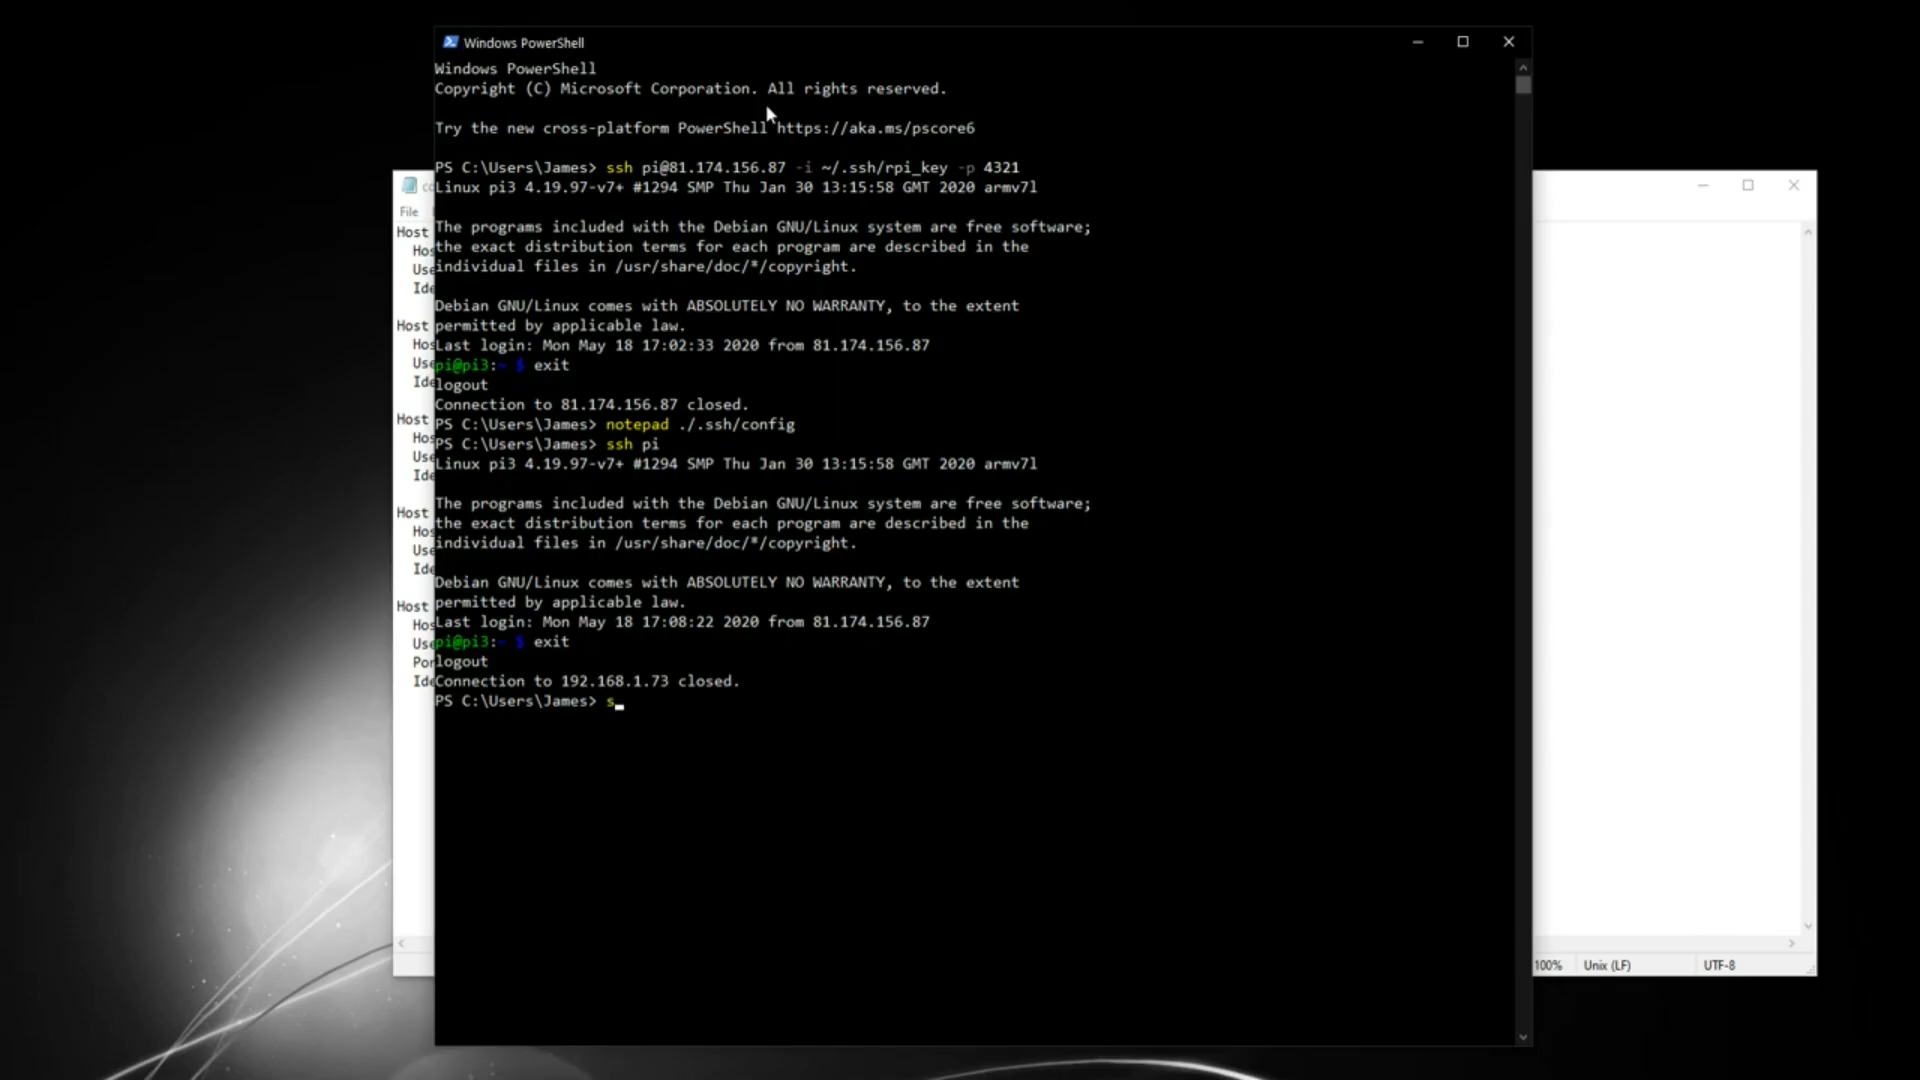 Windows PowerShell
Windows PowerShell
Copyright (C) Microsoft Corporation. All rights reserved.
Try the new cross-platform PowerShell https://aka.ms/pscore6
PS C:\Users\James> ssh pi@81.174.156.87 -i ~/.ssh/rpi_key -p 4321
Linux pi3 4.19.97-v7+ #1294 SMP Thu Jan 30 13:15:58 GMT 2020 armv7l
The programs included with the Debian GNU/Linux system are free software;
the exact distribution terms for each program are described in the
individual files in /usr/share/doc/*/copyright.
Debian GNU/Linux comes with ABSOLUTELY NO WARRANTY, to the extent
permitted by applicable law.
Last login: Mon May 18 17:02:33 2020 from 81.174.156.87
pi@pi3:~ $ exit
logout
Connection to 81.174.156.87 closed.
PS C:\Users\James> notepad ./.ssh/config
PS C:\Users\James> ssh pi
Linux pi3 4.19.97-v7+ #1294 SMP Thu Jan 30 13:15:58 GMT 2020 armv7l
The programs included with the Debian GNU/Linux system are free software;
the exact distribution terms for each program are described in the
individual files in /usr/share/doc/*/copyright.
Debian GNU/Linux comes with ABSOLUTELY NO WARRANTY, to the extent
permitted by applicable law.
Last login: Mon May 18 17:08:22 2020 from 81.174.156.87
pi@pi3:~ $ exit
logout
Connection to 192.168.1.73 closed.
PS C:\Users\James> s
File
Host
Host
Host
Host
Host
100%
Unix (LF)
UTF-8